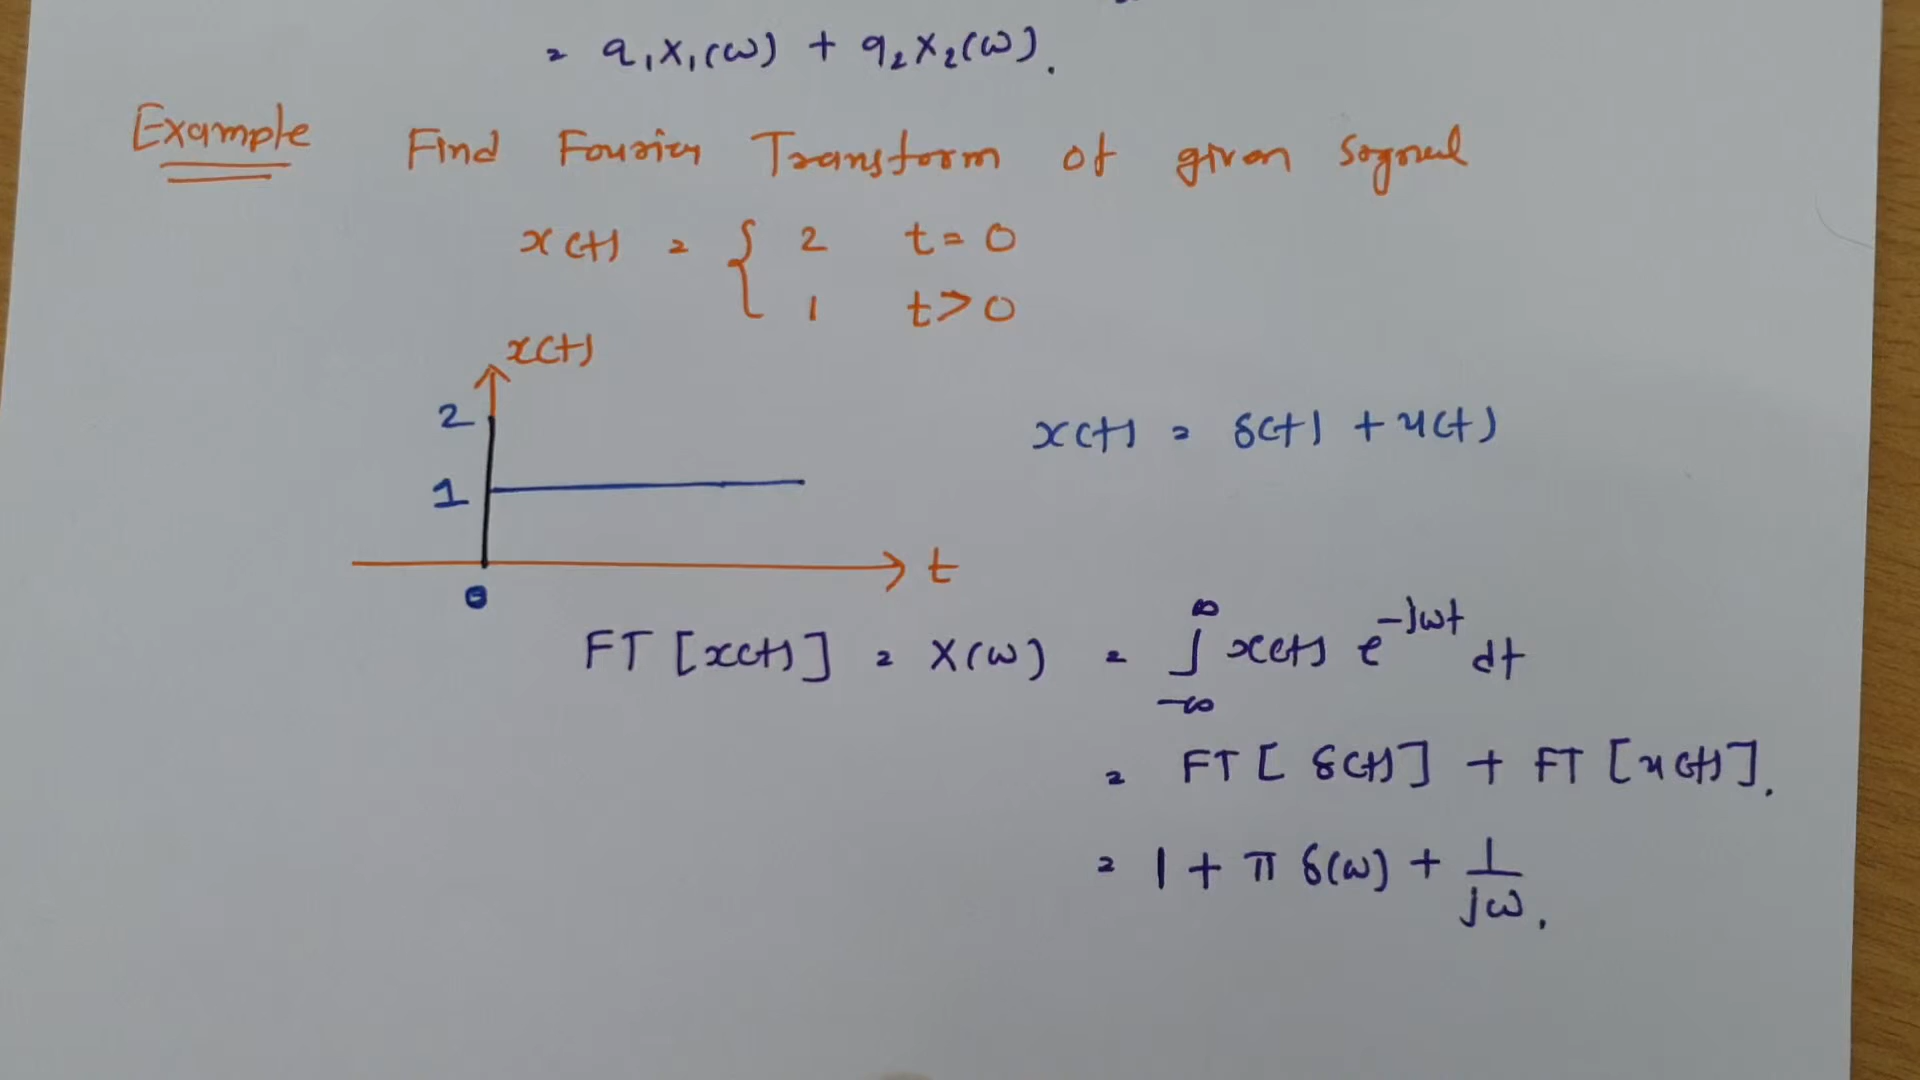 = a₁X₁(ω) + a₂X₂(ω).
Example Find Fourier Transform of given signal
x(t) = { 2 t = 0
1 t > 0
x(t)
2
x(t) = δ(t) + u(t)
1
t
0
FT [x(t)] = X(ω) = ∫_{-∞}^{∞} x(t) e^{-jωt} dt
= FT [ δ(t) ] + FT [u(t)].
= 1 + π δ(ω) + 1/jω.